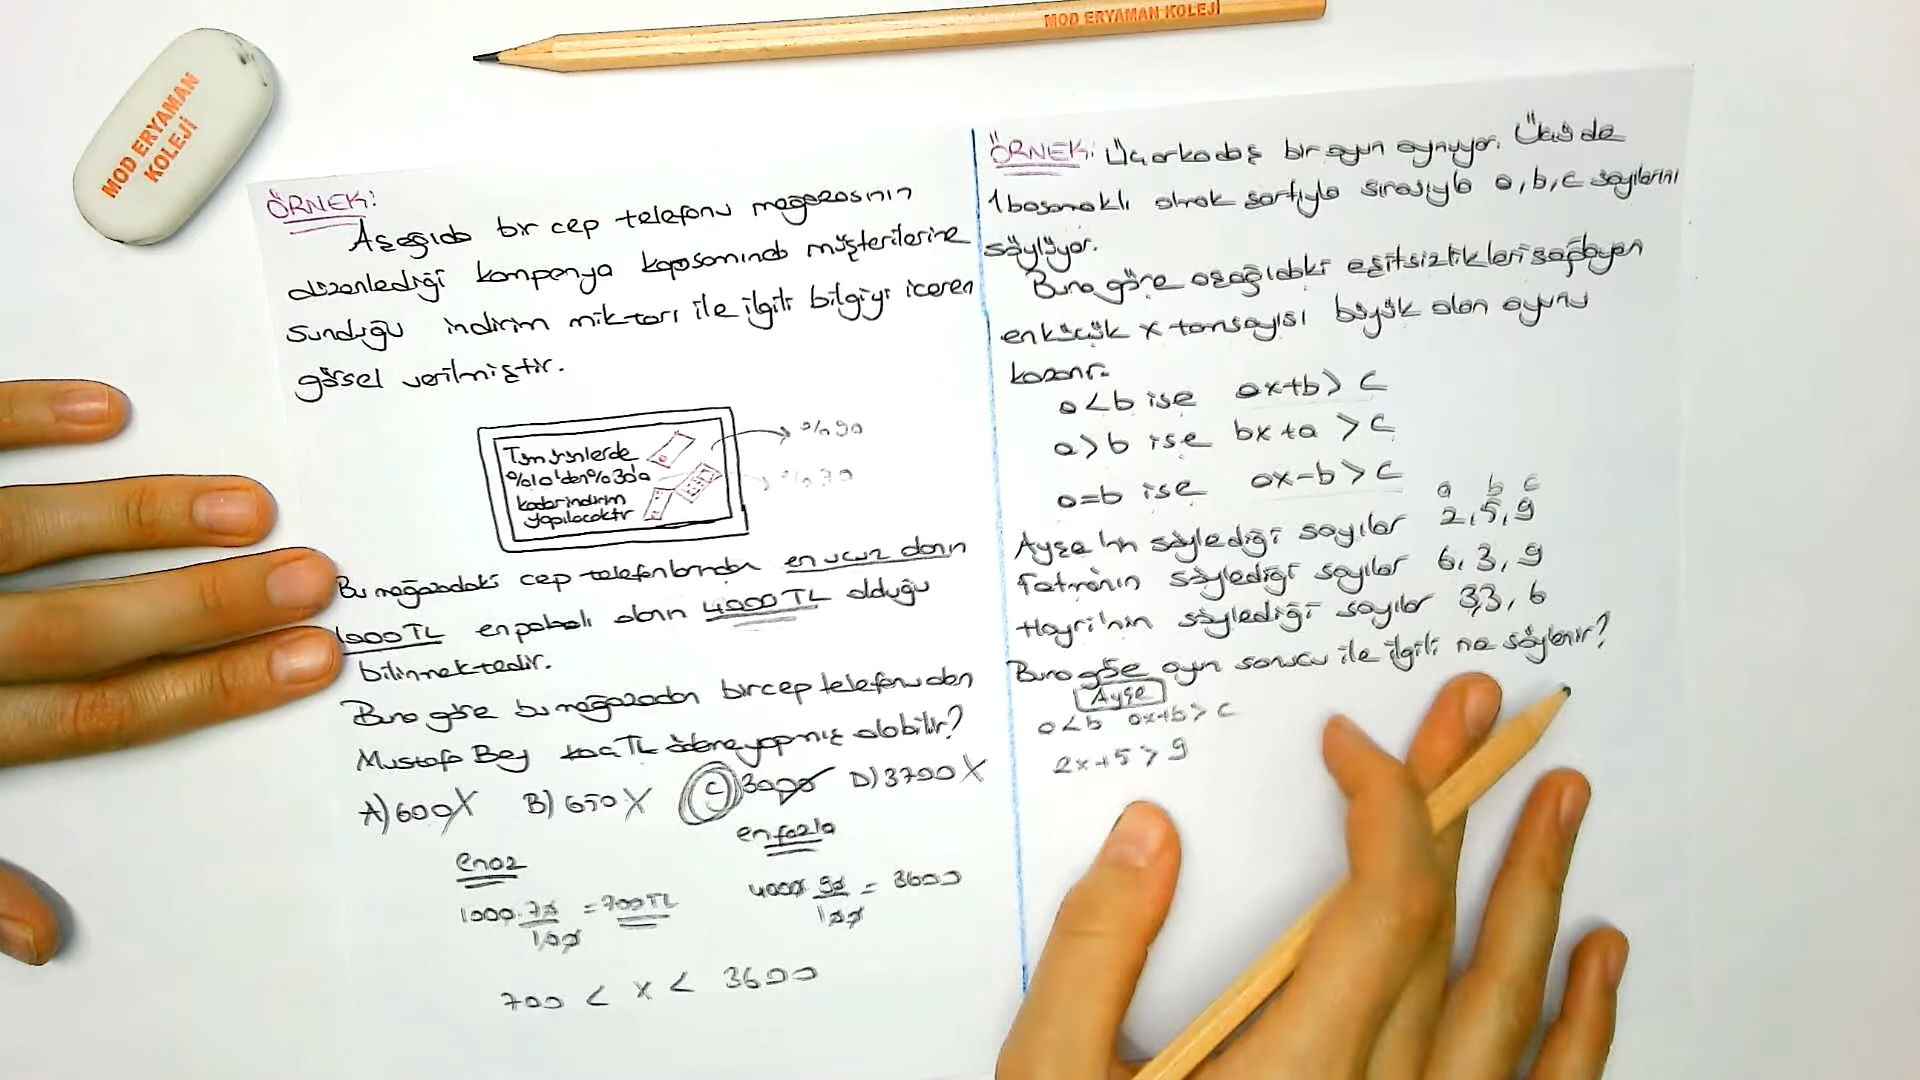 MOD ERYAMAN KOLEJİ
MOD ERYAMAN
KOLEJİ
ÖRNEK:
Aşağıda bir cep telefonu mağazasının
düzenlediği kampanya kapsamında müşterilerine
sunduğu indirim miktarı ile ilgili bilgiyi içeren
görsel verilmiştir.
Tüm ürünlerde
%10'den %30'a
kadar indirim
yapılacaktır
%90
%70
Bu mağazadaki cep telefonlarından en ucuz olanın
1000 TL en pahalı olanın 4000 TL olduğu
bilinmektedir.
Buna göre bu mağazadan bir cep telefonu alan
Mustafa Bey kaç TL ödeme yapmış olabilir?
A) 600 X B) 650 X C) 3000 D) 3700 X
en az
en fazla
1000 . 70/100 = 700 TL
4000 . 90/100 = 3600
700 < x < 3600
ÖRNEK: Üç arkadaş bir oyun oynuyor. Üçü de
1 basamaklı olmak şartıyla sırasıyla a, b, c sayılarını
söylüyor.
Buna göre aşağıdaki eşitsizlikleri sağlayan
en küçük x tamsayısı büyük olan oyunu
kazanır.
a < b ise ax+b > c
a > b ise bx+a > c
a = b ise ax-b > c
a b c
Ayşe'nin söylediği sayılar 2, 5, 9
Fatma'nın söylediği sayılar 6, 3, 9
Hayri'nin söylediği sayılar 3,3, 6
Buna göre oyun sonucu ile ilgili ne söylenir?
Ayşe
a < b ax+b > c
2x+5 > 9